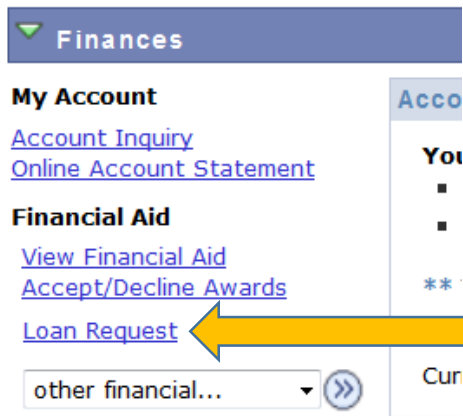 Finances
My Account
Account Inquiry
Online Account Statement
Financial Aid
View Financial Aid
Accept/Decline Awards
Loan Request
other financial...
**